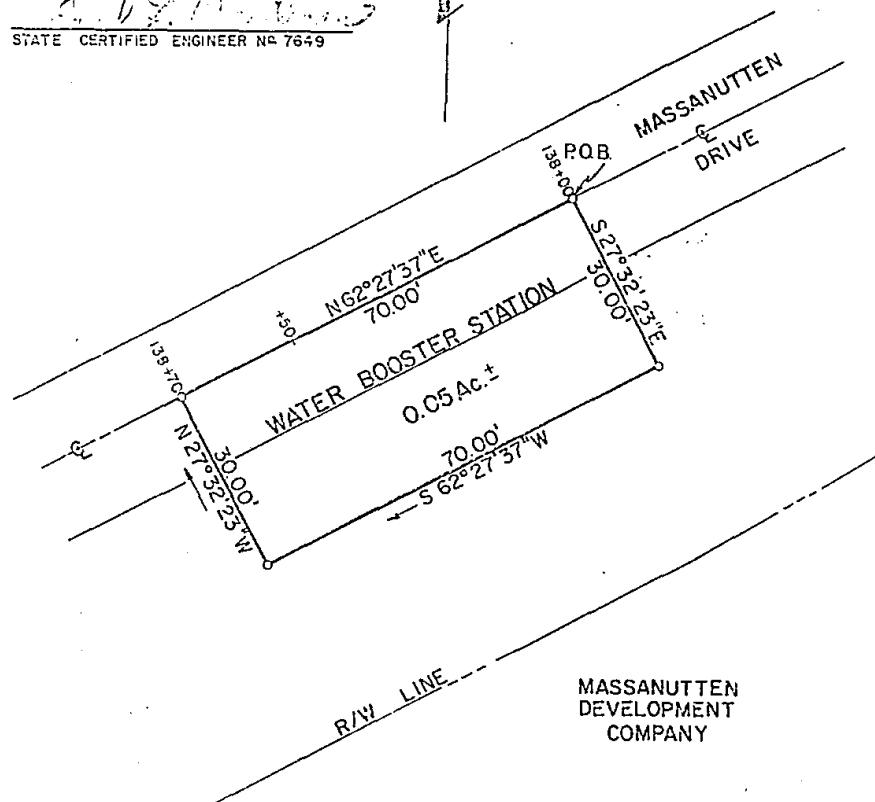 STATE CERTIFIED ENGINEER Nº 7649
MASSANUTTEN
℄
DRIVE
P.O.B.
138+00
N 62°27'37"E
70.00'
S 27°32'23"E
30.00'
+50
138+70
WATER BOOSTER STATION
0.05 Ac.±
℄
N 27°32'23"W
30.00'
70.00'
S 62°27'37"W
R/W LINE
MASSANUTTEN
DEVELOPMENT
COMPANY